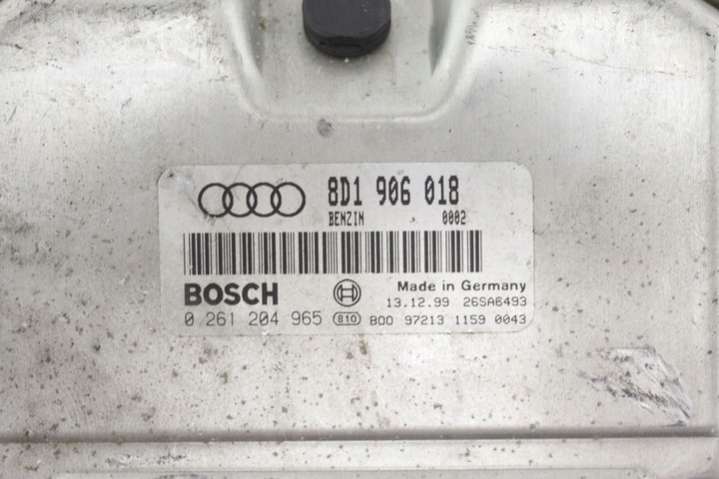 8D1 906 018
BENZIN 0002
BOSCH
Made in Germany
13.12.99 26SA6493
0 261 204 965 810 B00 97213 1159 0043